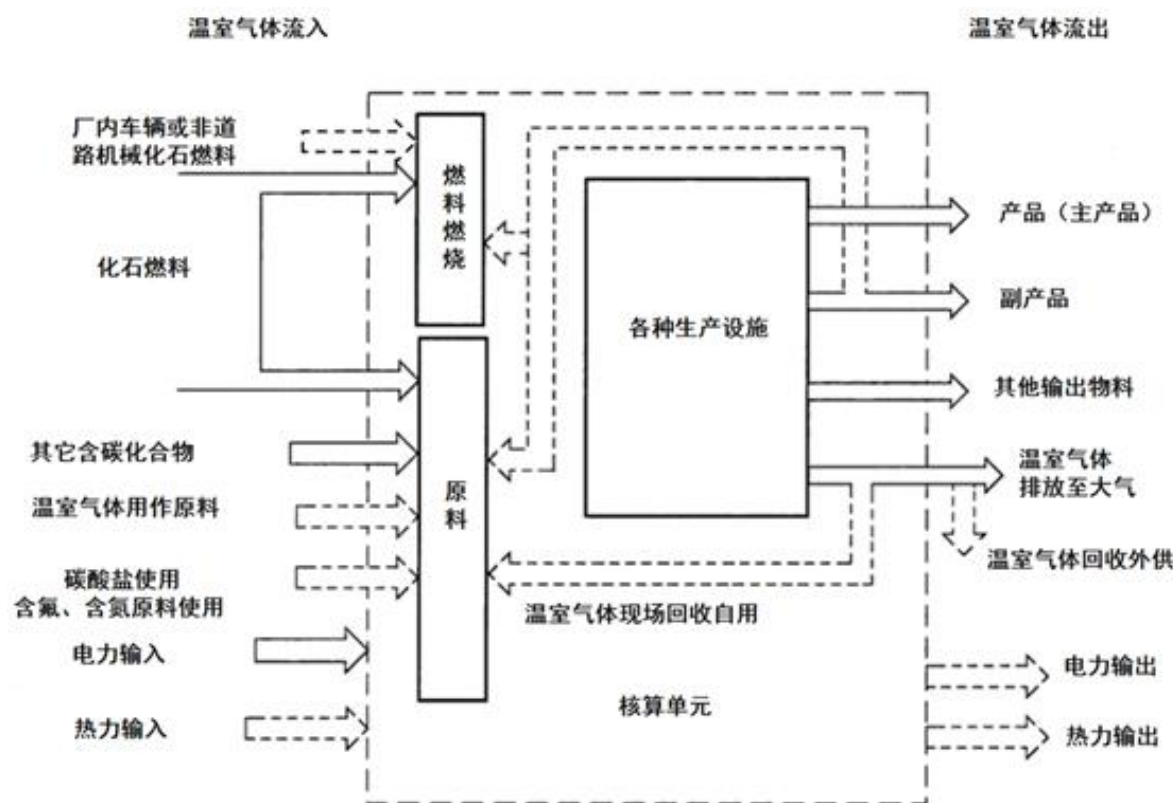 温室气体流入
温室气体流出
厂内车辆或非道
路机械化石燃料
化石燃料
其它含碳化合物
温室气体用作原料
碳酸盐使用
含氟、含氮原料使用
电力输入
热力输入
燃料燃烧
原料
各种生产设施
温室气体现场回收自用
核算单元
产品（主产品）
副产品
其他输出物料
温室气体
排放至大气
温室气体回收外供
电力输出
热力输出